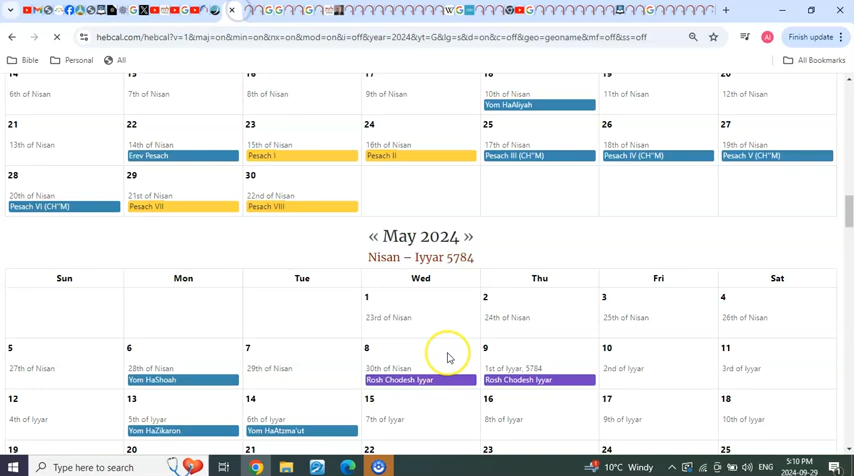 Finish update
hebcal.com/hebcal?v=1&maj=on&min=on&nx=on&mod=on&i=off&year=2024&yt=G&lg=s&d=on&c=off&geo=geoname&mf=off&ss=off
Bible
Personal
All
All Bookmarks
14 15 16 17 18 19 20
6th of Nisan 7th of Nisan 8th of Nisan 9th of Nisan 10th of Nisan 11th of Nisan 12th of Nisan
Yom HaAliyah
21 22 23 24 25 26 27
13th of Nisan 14th of Nisan 15th of Nisan 16th of Nisan 17th of Nisan 18th of Nisan 19th of Nisan
Erev Pesach Pesach I Pesach II Pesach III (CH''M) Pesach IV (CH''M) Pesach V (CH''M)
28 29 30
20th of Nisan 21st of Nisan 22nd of Nisan
Pesach VI (CH''M) Pesach VII Pesach VIII
« May 2024 »
Nisan – Iyyar 5784
Sun Mon Tue Wed Thu Fri Sat
1 2 3 4
23rd of Nisan 24th of Nisan 25th of Nisan 26th of Nisan
5 6 7 8 9 10 11
27th of Nisan 28th of Nisan 29th of Nisan 30th of Nisan 1st of Iyyar, 5784 2nd of Iyyar 3rd of Iyyar
Yom HaShoah Rosh Chodesh Iyyar Rosh Chodesh Iyyar
12 13 14 15 16 17 18
4th of Iyyar 5th of Iyyar 6th of Iyyar 7th of Iyyar 8th of Iyyar 9th of Iyyar 10th of Iyyar
Yom HaZikaron Yom HaAtzma'ut
19 20 21 22 23 24 25
Type here to search
10°C Windy
ENG
5:10 PM
2024-09-29